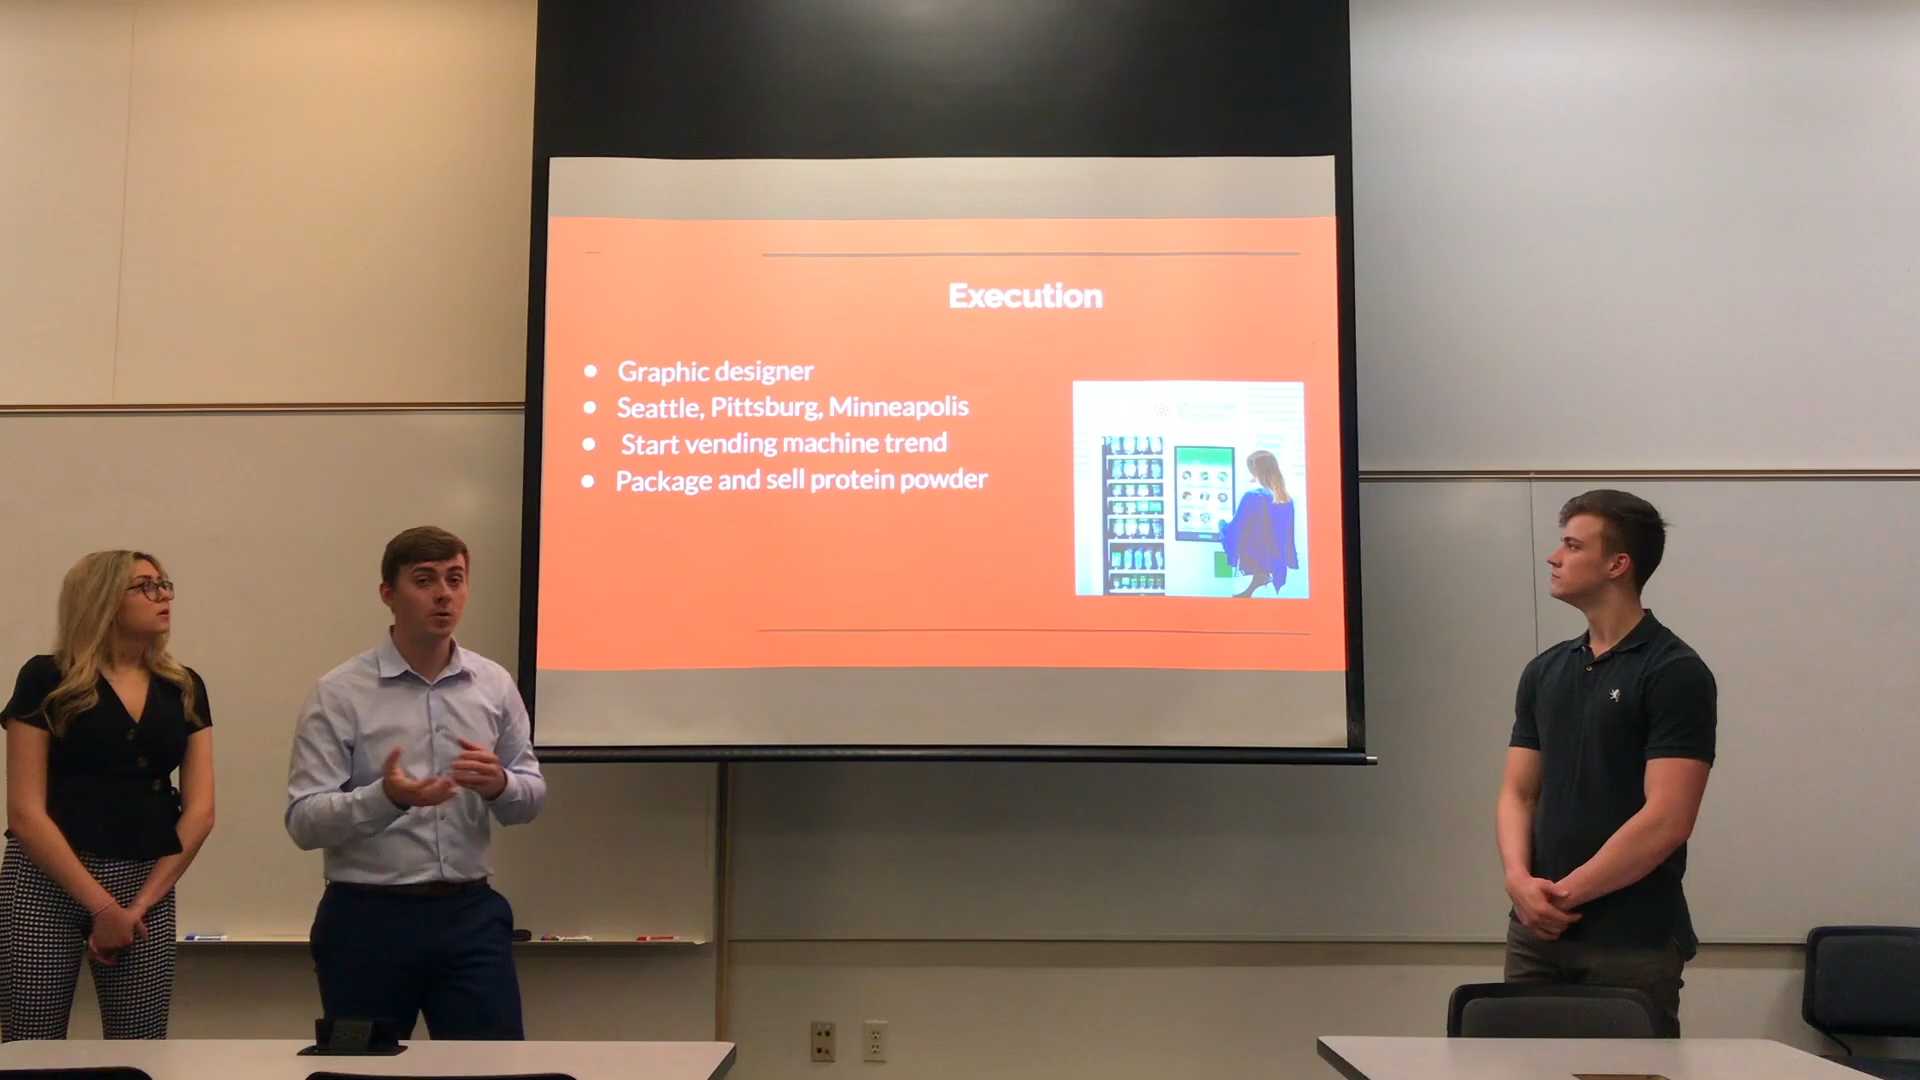 Execution
● Graphic designer
● Seattle, Pittsburg, Minneapolis
● Start vending machine trend
● Package and sell protein powder